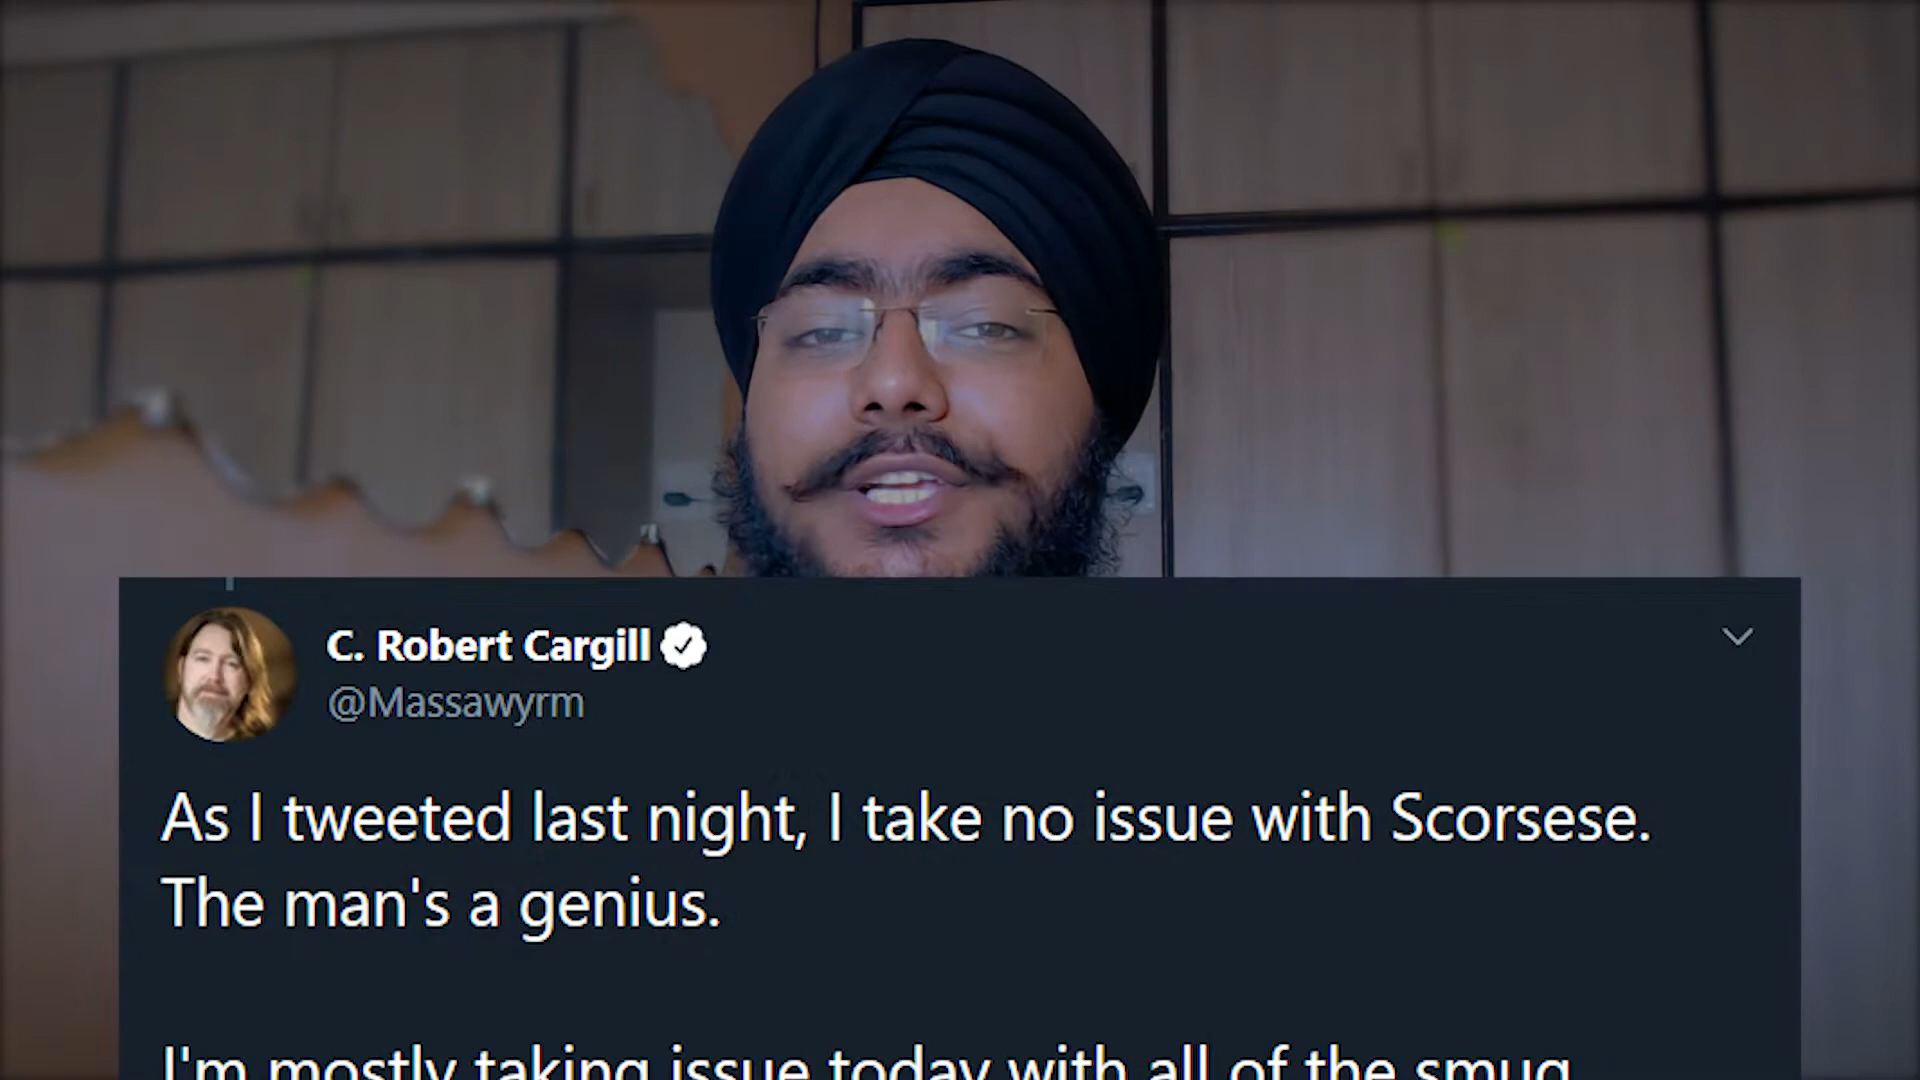 C. Robert Cargill
@Massawyrm
As I tweeted last night, I take no issue with Scorsese.
The man's a genius.
I'm mostly taking issue today with all of the smug